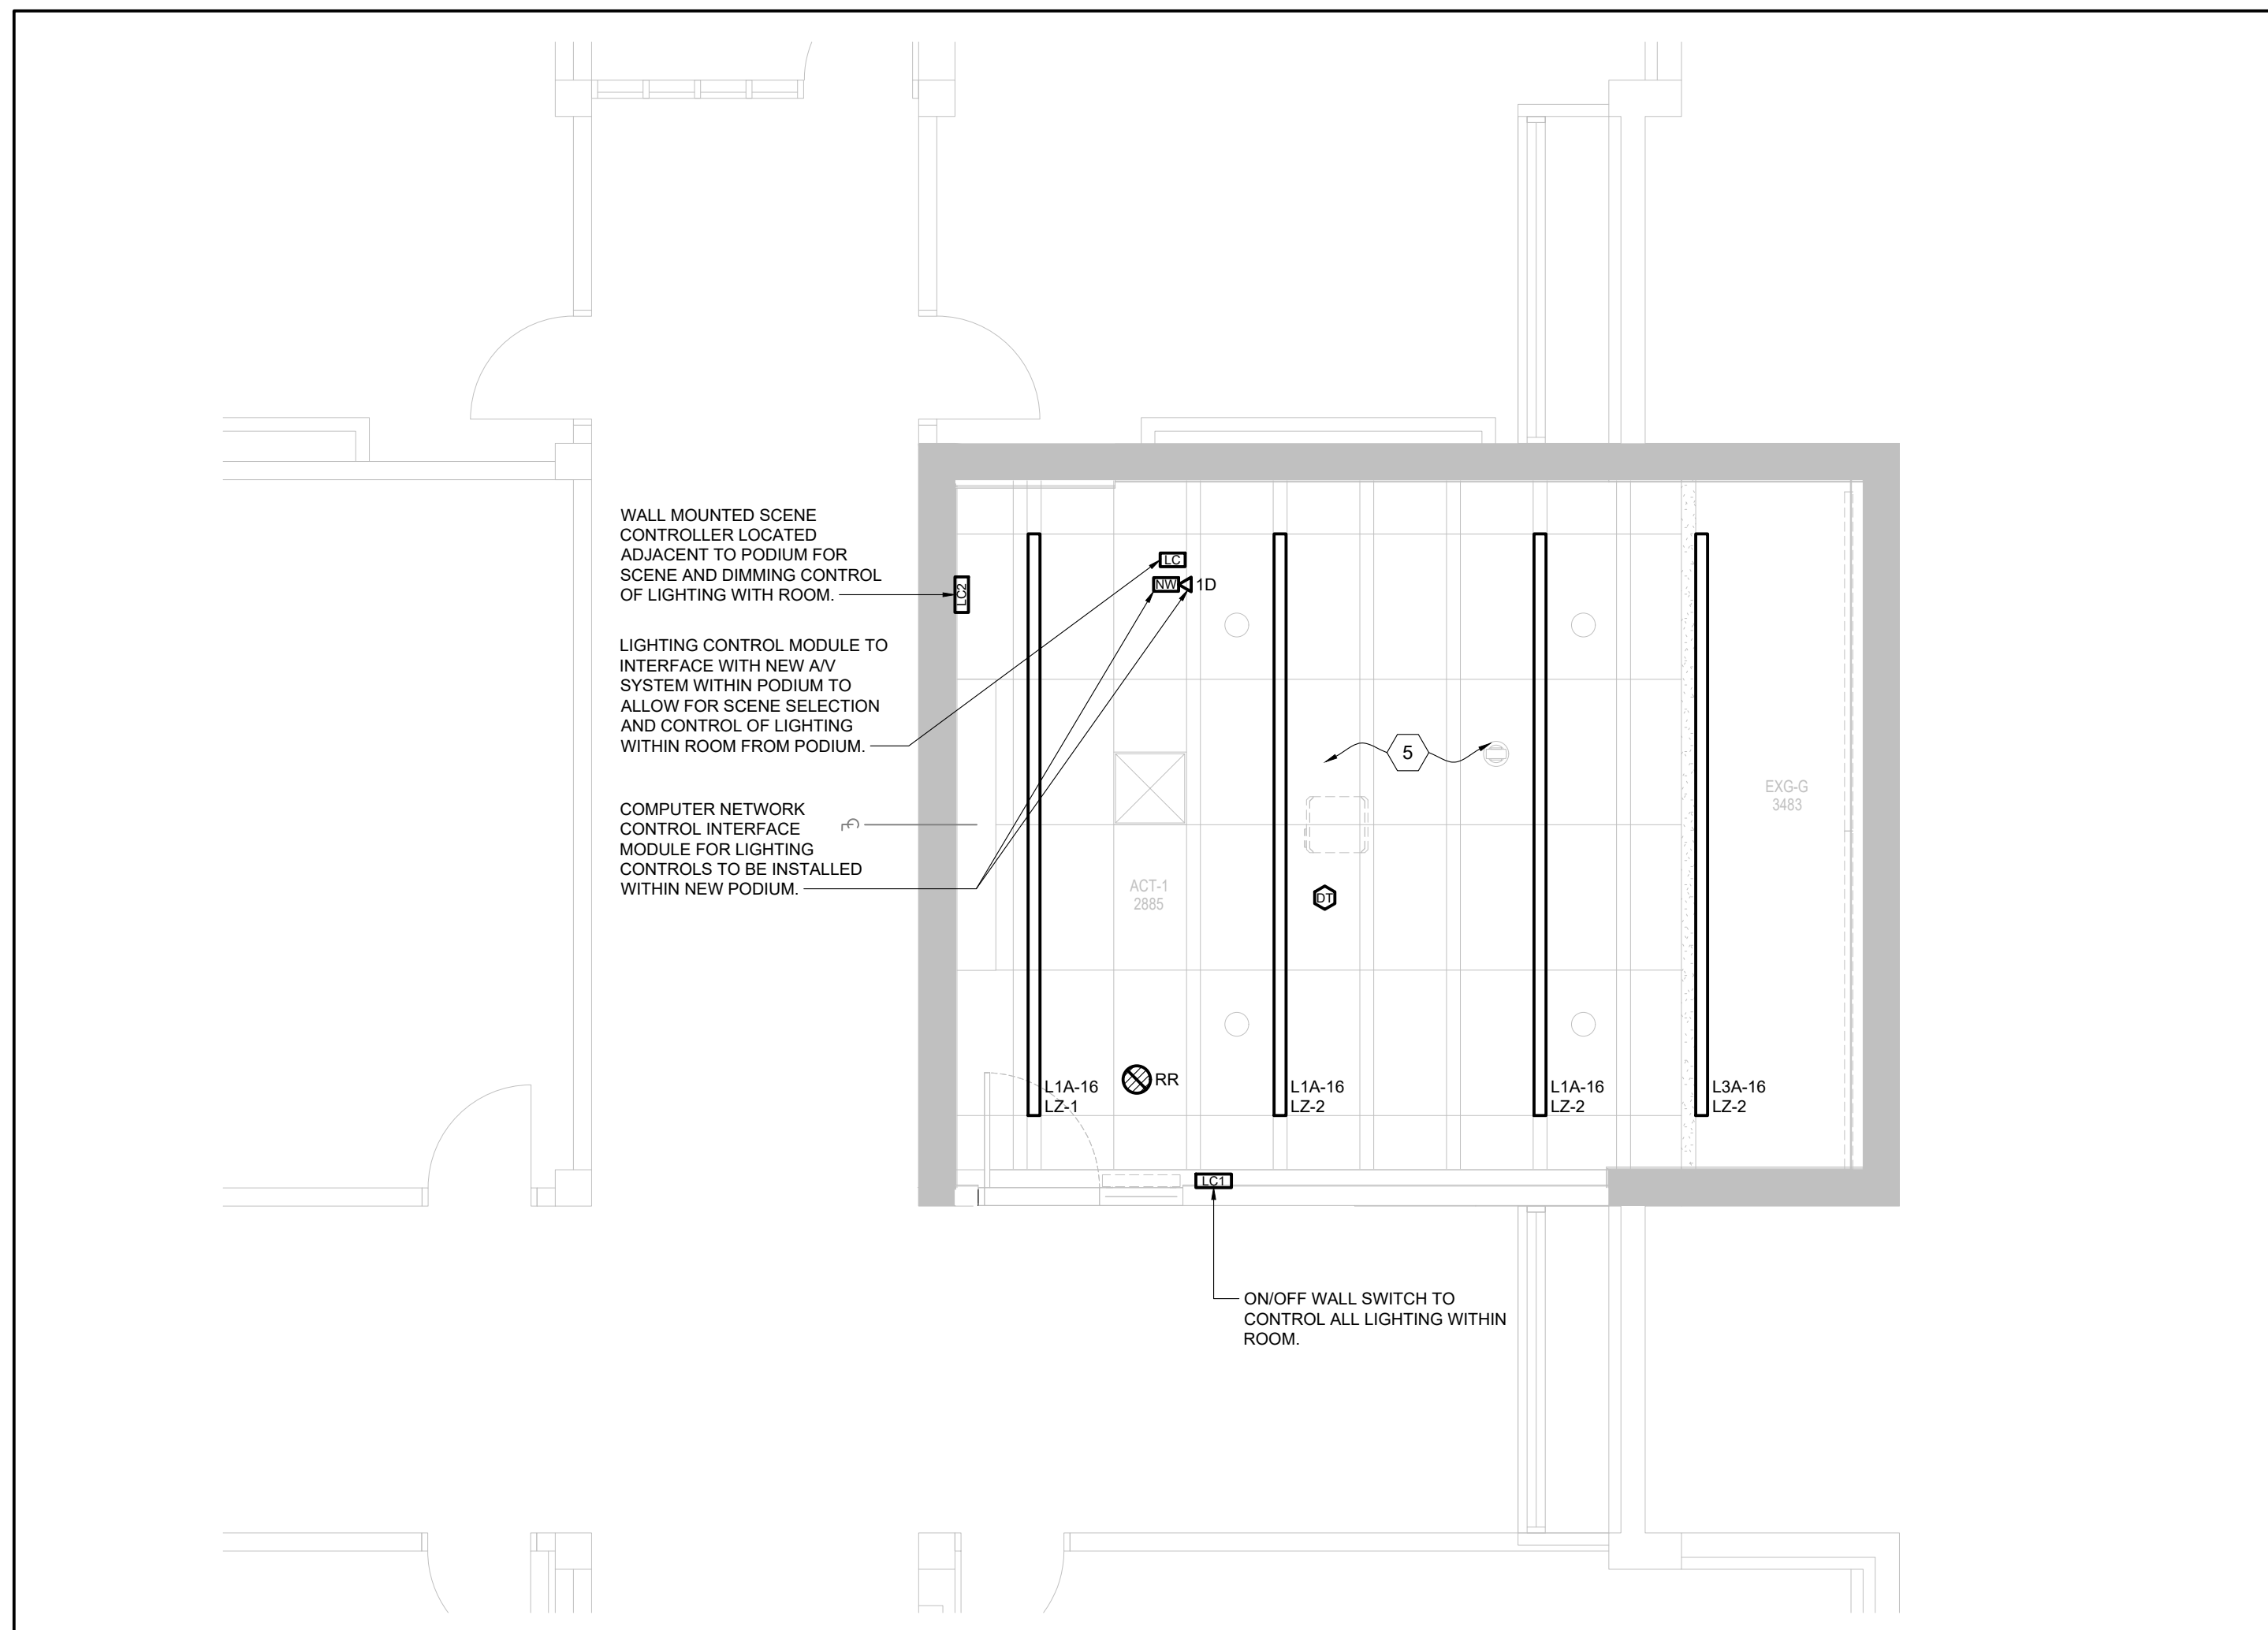 WALL MOUNTED SCENE
CONTROLLER LOCATED
ADJACENT TO PODIUM FOR
SCENE AND DIMMING CONTROL
OF LIGHTING WITH ROOM.
LC2
LC
NW
1D
LIGHTING CONTROL MODULE TO
INTERFACE WITH NEW A/V
SYSTEM WITHIN PODIUM TO
ALLOW FOR SCENE SELECTION
AND CONTROL OF LIGHTING
WITHIN ROOM FROM PODIUM.
5
EXG-G
3483
COMPUTER NETWORK
CONTROL INTERFACE
MODULE FOR LIGHTING
CONTROLS TO BE INSTALLED
WITHIN NEW PODIUM.
ACT-1
2885
DT
RR
L1A-16
LZ-1
L1A-16
LZ-2
L1A-16
LZ-2
L3A-16
LZ-2
LC1
ON/OFF WALL SWITCH TO
CONTROL ALL LIGHTING WITHIN
ROOM.